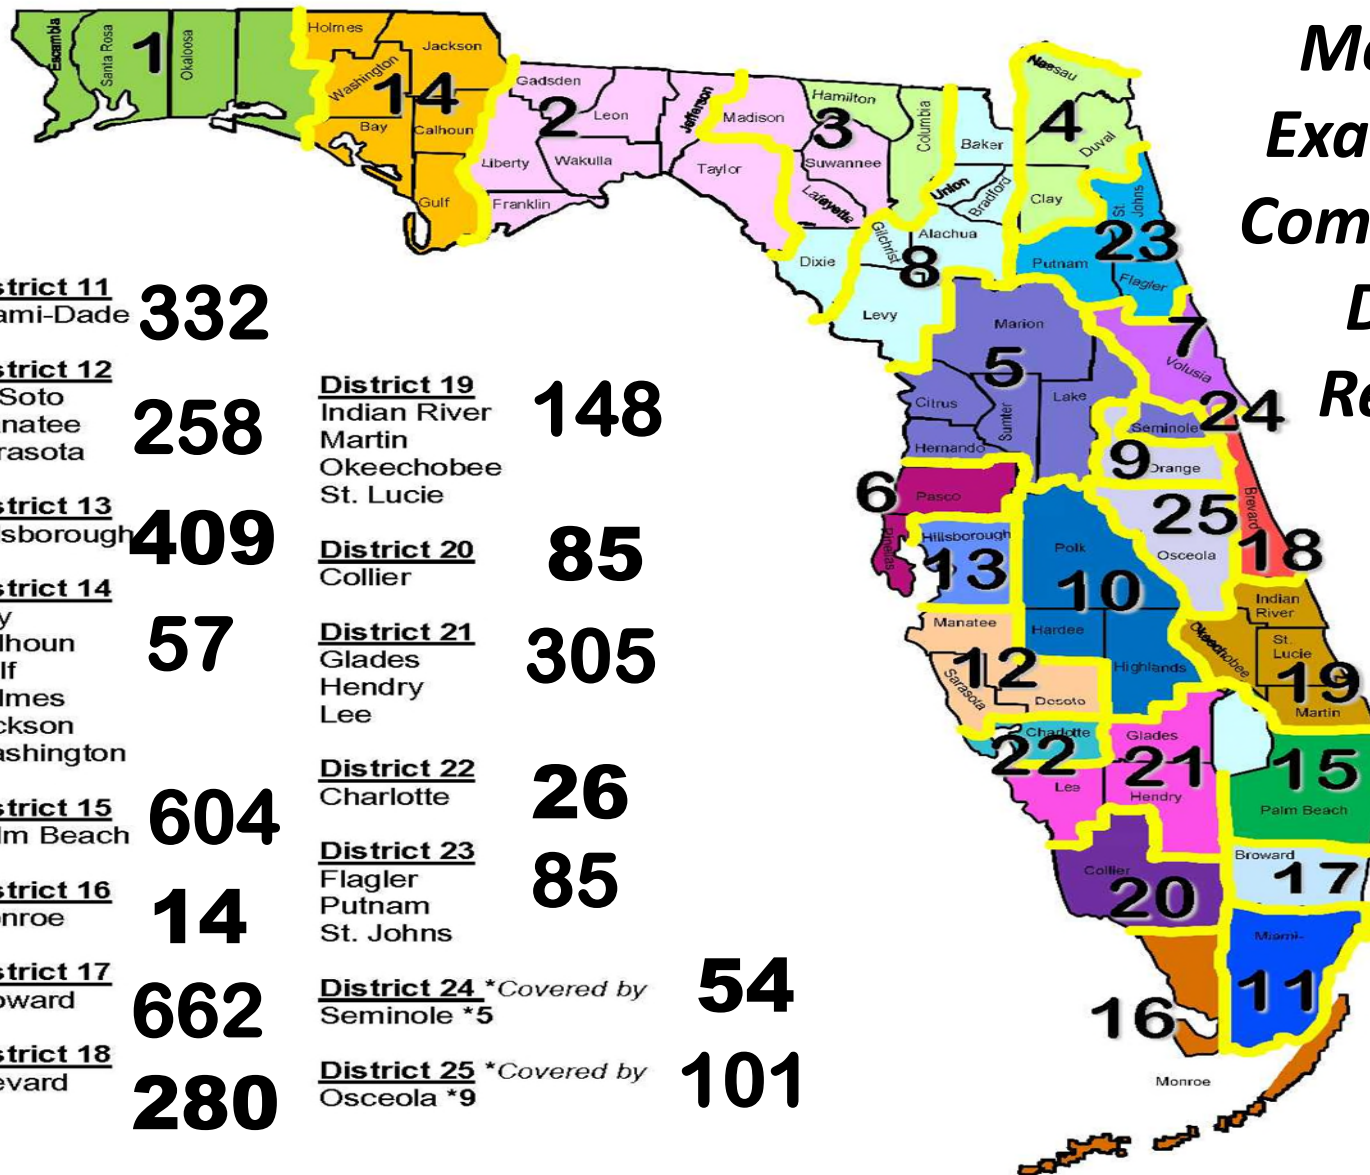 Ma
Exa
Com
D
Re
strict 11
ami-Dade
332
strict 12
Soto
natee
rasota
258
strict 13
lsborough
409
strict 14
y
lhoun
lf
lmes
ckson
ashington
57
strict 15
lm Beach
604
strict 16
nroe
14
strict 17
oward
662
strict 18
evard
280
District 19
Indian River
Martin
Okeechobee
St. Lucie
148
District 20
Collier
85
District 21
Glades
Hendry
Lee
305
District 22
Charlotte
26
District 23
Flagler
Putnam
St. Johns
85
District 24 *Covered by
Seminole *5
54
District 25 *Covered by
Osceola *9
101
Escambia
Santa Rosa
1
Okaloosa
Holmes
Jackson
Washington
14
Bay
Calhoun
Gulf
Gadsden
2
Leon
Jefferson
Liberty
Wakulla
Franklin
Madison
Taylor
Hamilton
3
Columbia
Suwannee
Lafayette
Dixie
Baker
Union
Bradford
Gilchrist
Alachua
8
Levy
Nassau
4
Duval
Clay
St.
Johns
23
Putnam
Flagler
Marion
5
Citrus
Sumter
Lake
Hernando
7
Volusia
24
Seminole
9
Orange
25
Osceola
Brevard
18
6
Pasco
Pinellas
Hillsborough
13
Polk
10
Hardee
Highlands
Manatee
12
Sarasota
Desoto
Indian
River
Okeechobee
St.
Lucie
19
Martin
Charlotte
22
Glades
21
Lee
Hendry
15
Palm Beach
Broward
17
Collier
20
Miami-
11
16
Monroe